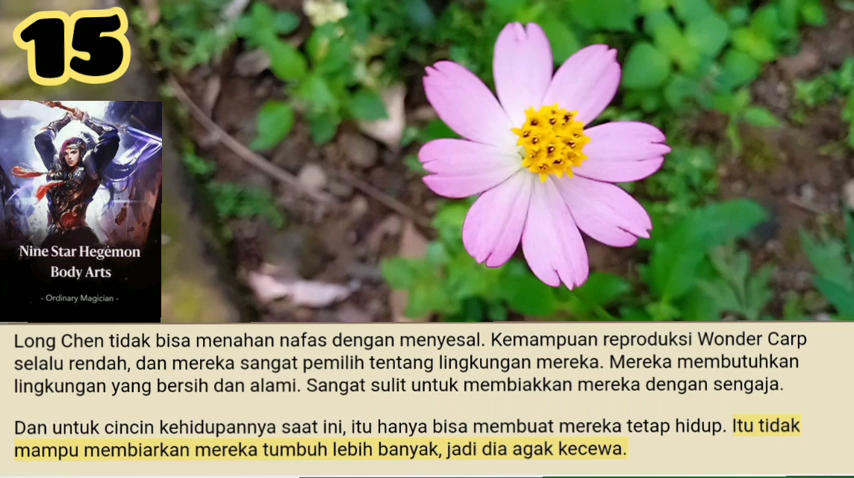 15
Nine Star Hegemon
Body Arts
- Ordinary Magician -
Long Chen tidak bisa menahan nafas dengan menyesal. Kemampuan reproduksi Wonder Carp
selalu rendah, dan mereka sangat pemilih tentang lingkungan mereka. Mereka membutuhkan
lingkungan yang bersih dan alami. Sangat sulit untuk membiakkan mereka dengan sengaja.
Dan untuk cincin kehidupannya saat ini, itu hanya bisa membuat mereka tetap hidup. Itu tidak
mampu membiarkan mereka tumbuh lebih banyak, jadi dia agak kecewa.